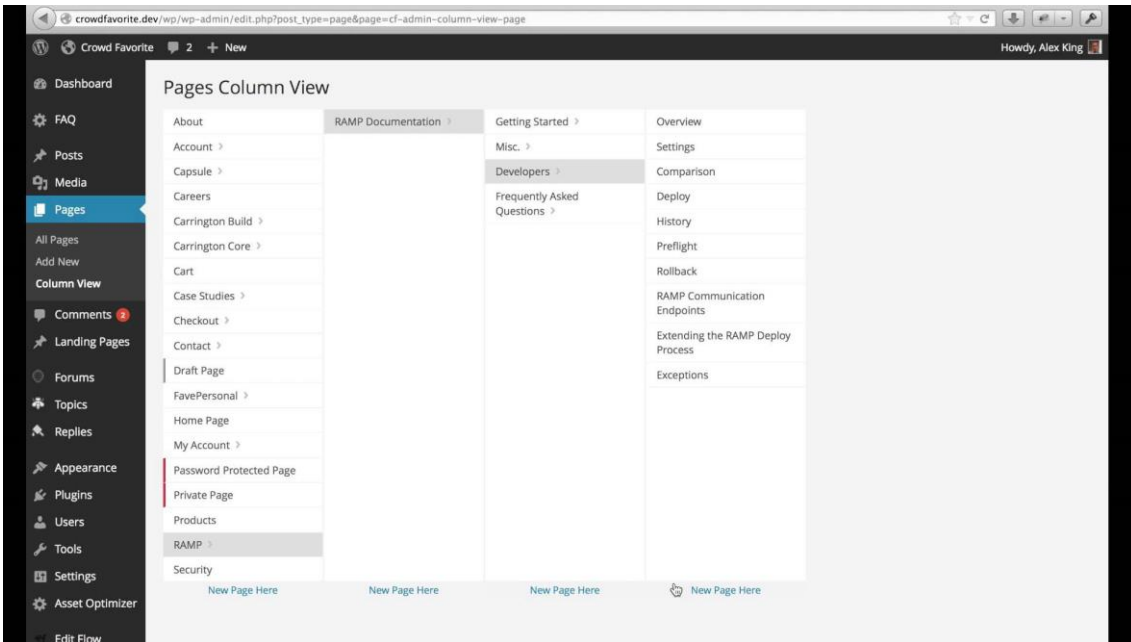 crowdfavorite.dev/wp/wp-admin/edit.php?post_type=page&page=cf-admin-column-view-page
Crowd Favorite 2 + New
Howdy, Alex King
Dashboard
FAQ
Posts
Media
Pages
All Pages
Add New
Column View
Comments 2
Landing Pages
Forums
Topics
Replies
Appearance
Plugins
Users
Tools
Settings
Asset Optimizer
Edit Flow
Pages Column View
About
Account >
Capsule >
Careers
Carrington Build >
Carrington Core >
Cart
Case Studies >
Checkout >
Contact >
Draft Page
FavePersonal >
Home Page
My Account >
Password Protected Page
Private Page
Products
RAMP >
Security
New Page Here
RAMP Documentation >
New Page Here
Getting Started >
Misc. >
Developers >
Frequently Asked
Questions >
New Page Here
Overview
Settings
Comparison
Deploy
History
Preflight
Rollback
RAMP Communication
Endpoints
Extending the RAMP Deploy
Process
Exceptions
New Page Here